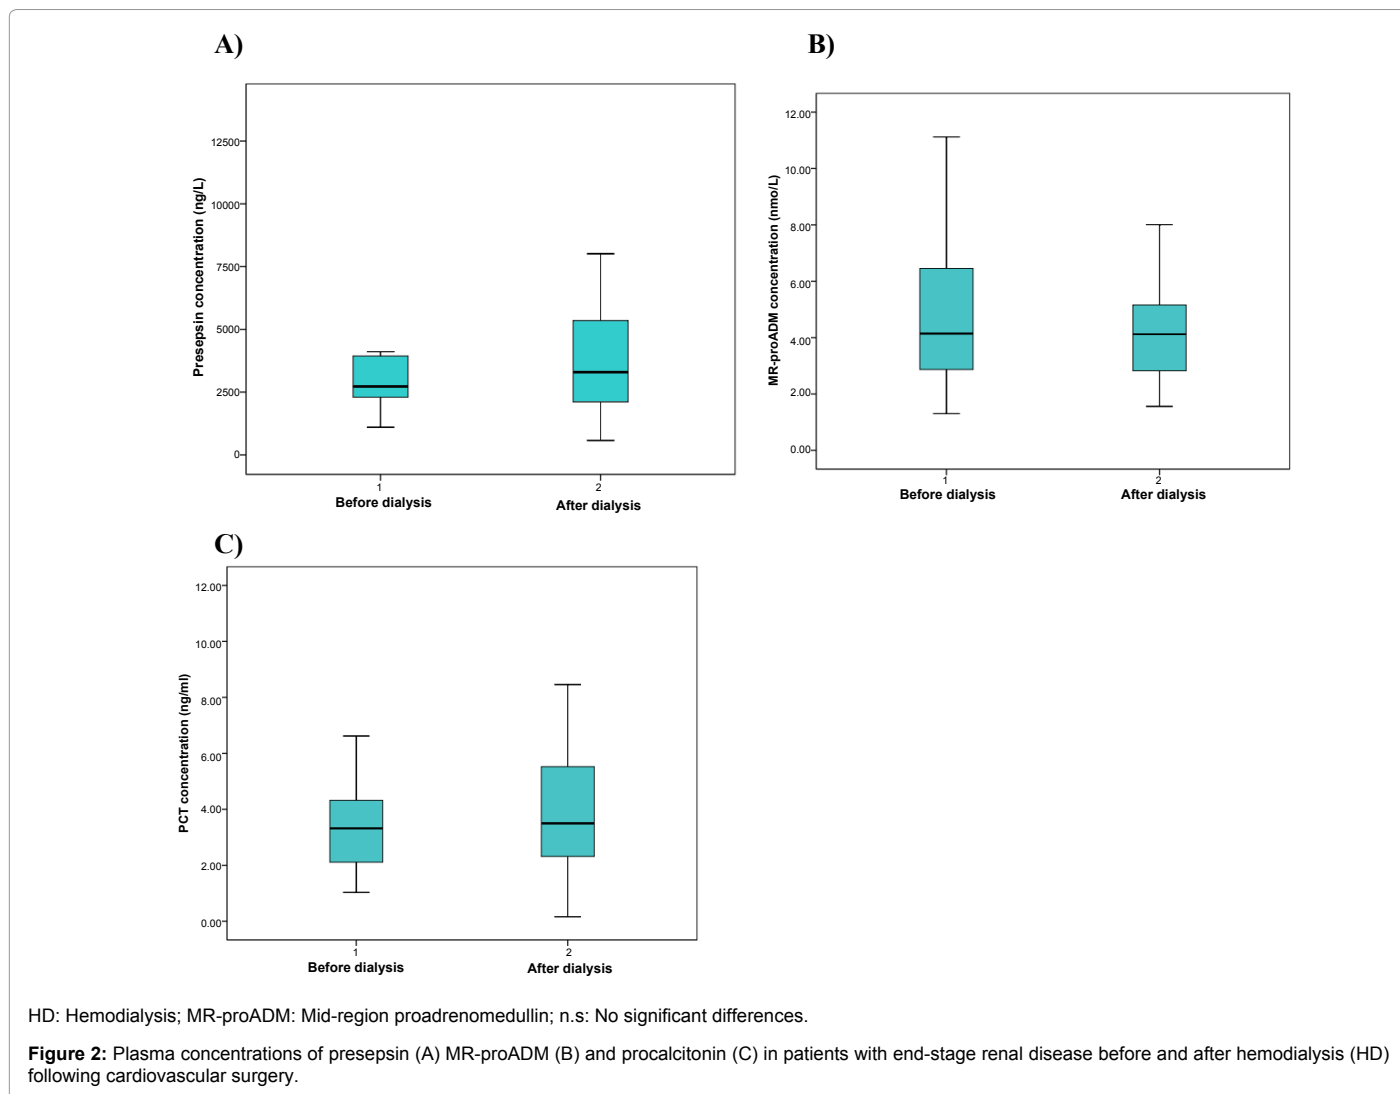 A)
Presepsin concentration (ng/L)
12500
10000
7500
5000
2500
0
1
2
Before dialysis
After dialysis
B)
MR-proADM concentration (nmo/L)
12.00
10.00
8.00
6.00
4.00
2.00
0.00
1
2
Before dialysis
After dialysis
C)
PCT concentration (ng/ml)
12.00
10.00
8.00
6.00
4.00
2.00
0.00
1
2
Before dialysis
After dialysis
HD: Hemodialysis; MR-proADM: Mid-region proadrenomedullin; n.s: No significant differences.
Figure 2: Plasma concentrations of presepsin (A) MR-proADM (B) and procalcitonin (C) in patients with end-stage renal disease before and after hemodialysis (HD)
following cardiovascular surgery.